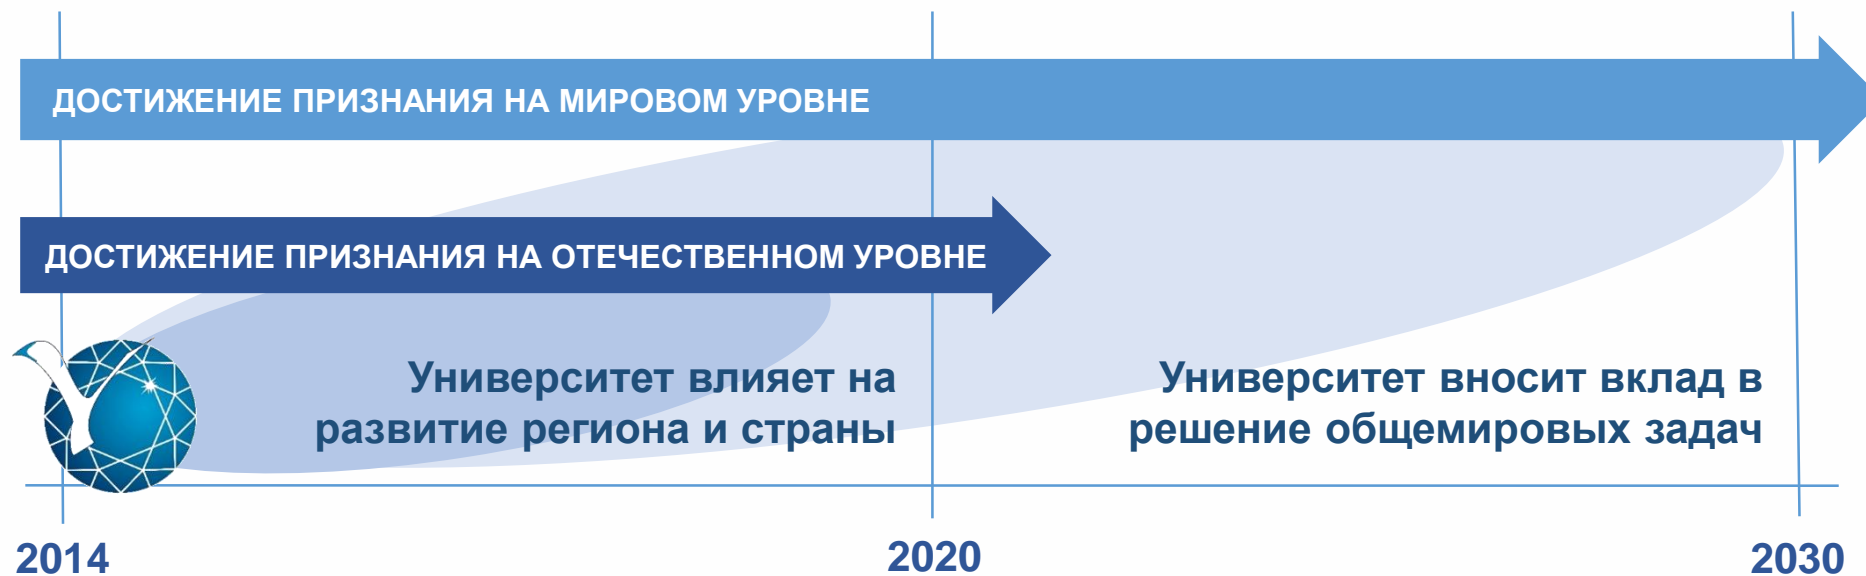 ДОСТИЖЕНИЕ ПРИЗНАНИЯ НА МИРОВОМ УРОВНЕ
ДОСТИЖЕНИЕ ПРИЗНАНИЯ НА ОТЕЧЕСТВЕННОМ УРОВНЕ
Университет влияет на
развитие региона и страны
Университет вносит вклад в
решение общемировых задач
2014
2020
2030